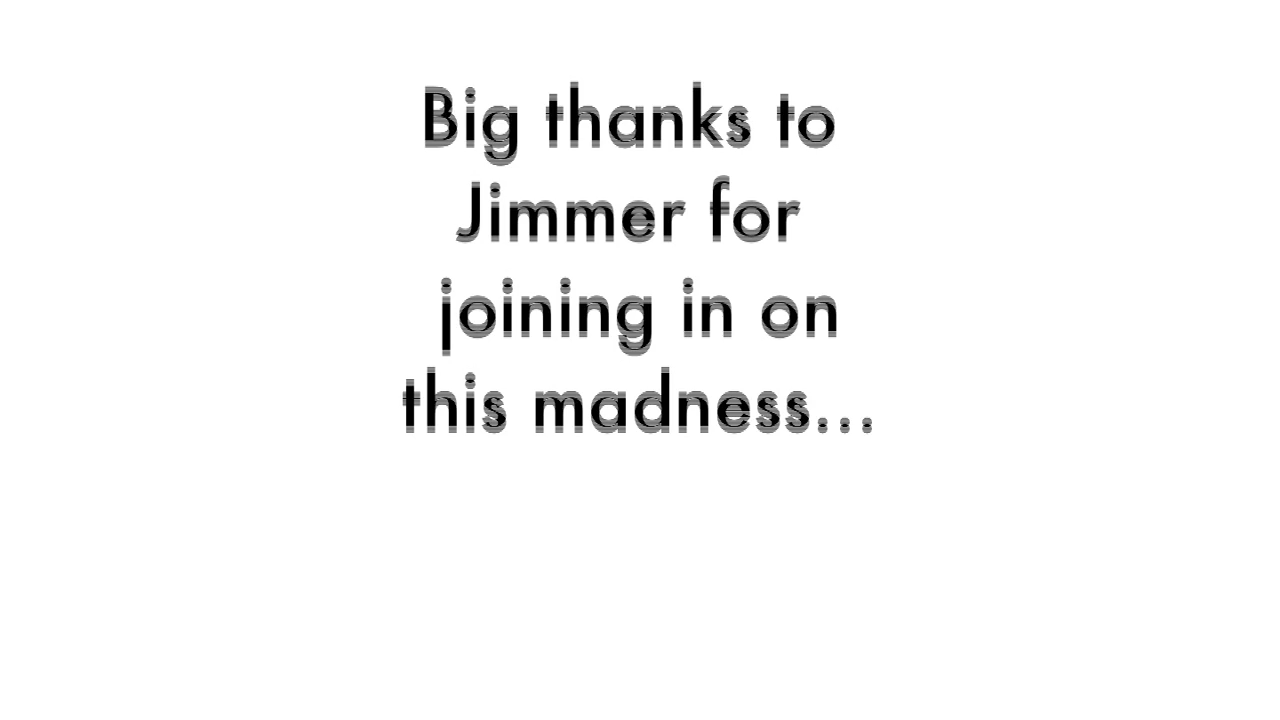 Big thanks to
Jimmer for
joining in on
this madness...